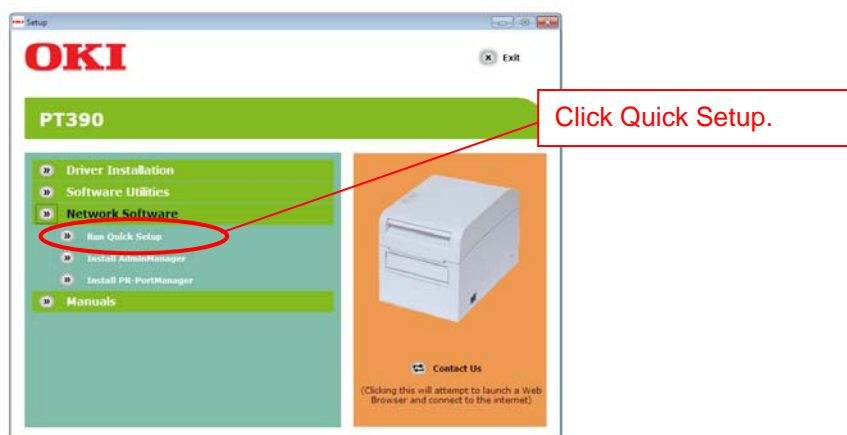 Setup
OKI
Exit
PT390
Click Quick Setup.
Driver Installation
Software Utilities
Network Software
Run Quick Setup
Install AdminManager
Install PR-PortManager
Manuals
Contact Us
(Clicking this will attempt to launch a Web
Browser and connect to the internet)